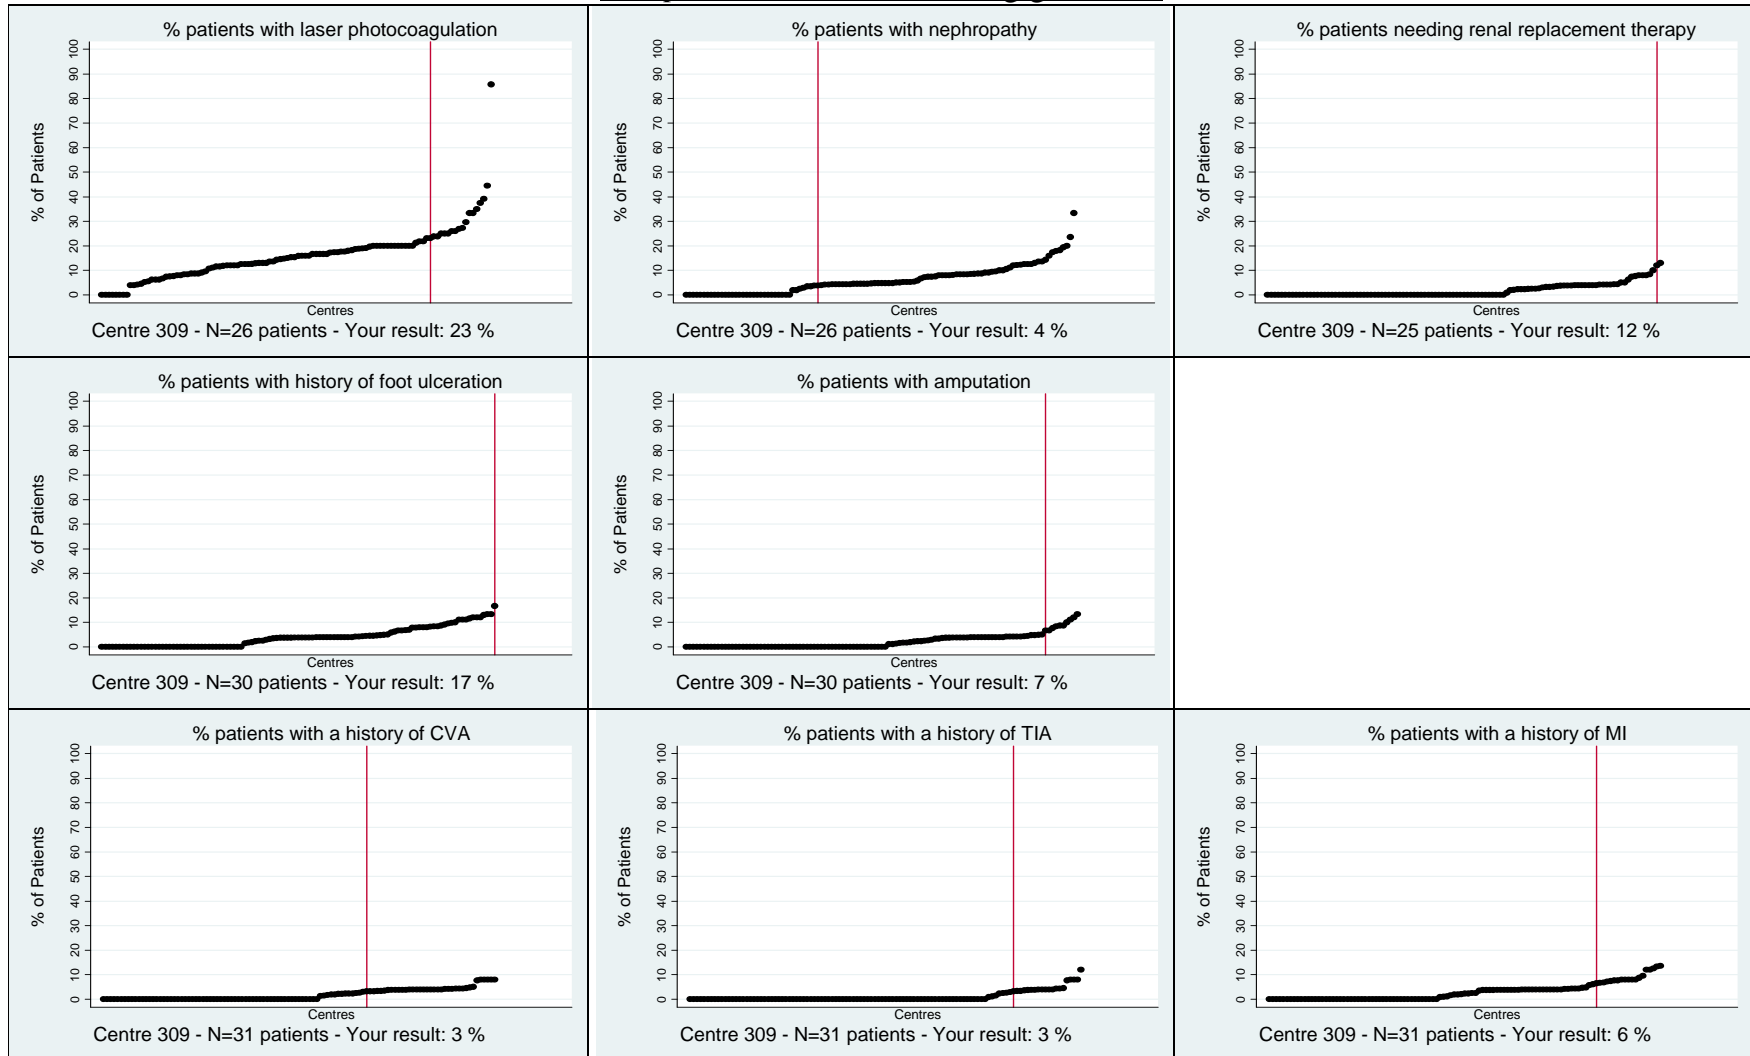 % patients with laser photocoagulation
% of Patients
100
90
80
70
60
50
40
30
20
10
0
Centres
Centre 309 - N=26 patients - Your result: 23 %
% patients with nephropathy
% of Patients
100
90
80
70
60
50
40
30
20
10
0
Centres
Centre 309 - N=26 patients - Your result: 4 %
% patients needing renal replacement therapy
% of Patients
100
90
80
70
60
50
40
30
20
10
0
Centres
Centre 309 - N=25 patients - Your result: 12 %
% patients with history of foot ulceration
% of Patients
100
90
80
70
60
50
40
30
20
10
0
Centres
Centre 309 - N=30 patients - Your result: 17 %
% patients with amputation
% of Patients
100
90
80
70
60
50
40
30
20
10
0
Centres
Centre 309 - N=30 patients - Your result: 7 %
% patients with a history of CVA
% of Patients
100
90
80
70
60
50
40
30
20
10
0
Centres
Centre 309 - N=31 patients - Your result: 3 %
% patients with a history of TIA
% of Patients
100
90
80
70
60
50
40
30
20
10
0
Centres
Centre 309 - N=31 patients - Your result: 3 %
% patients with a history of MI
% of Patients
100
90
80
70
60
50
40
30
20
10
0
Centres
Centre 309 - N=31 patients - Your result: 6 %